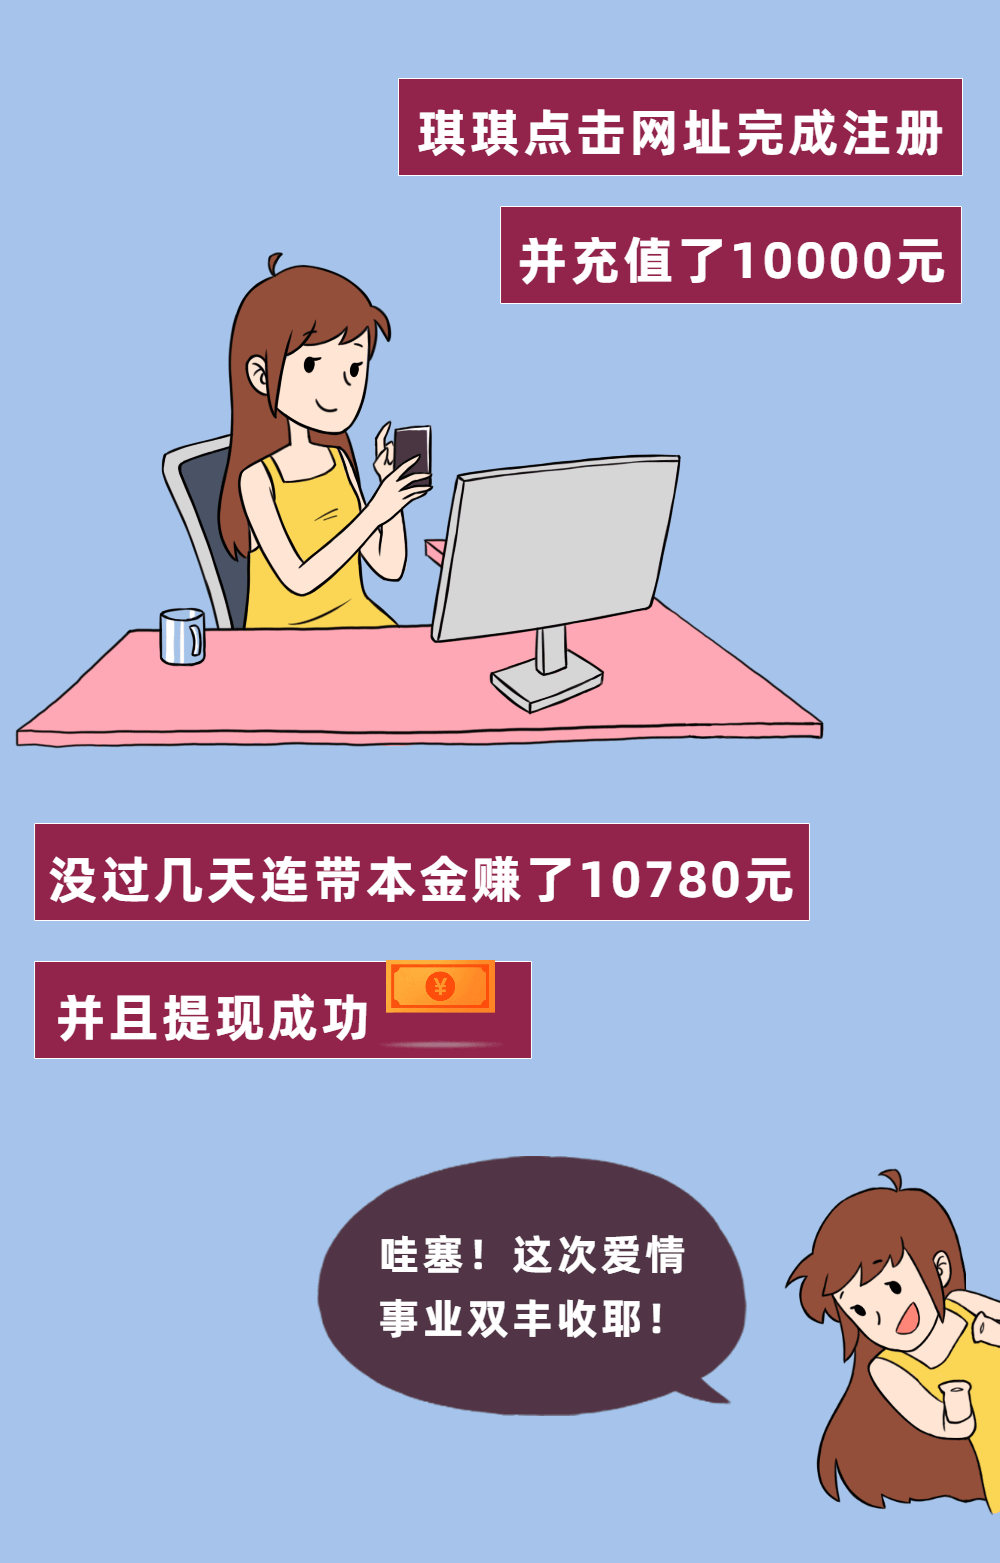 琪琪点击网址完成注册
并充值了10000元
没过几天连带本金赚了10780元
并且提现成功
¥
哇塞！这次爱情
事业双丰收耶！